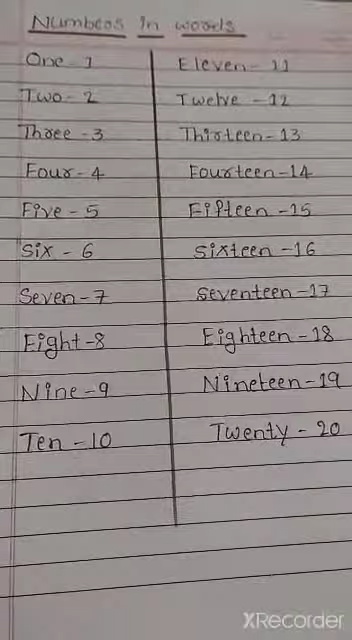 Numbers In words
One - 1
Two - 2
Three - 3
Four - 4
Five - 5
Six - 6
Seven - 7
Eight - 8
Nine - 9
Ten - 10
Eleven - 11
Twelve - 12
Thirteen - 13
Fourteen - 14
Fifteen - 15
Sixteen - 16
Seventeen - 17
Eighteen - 18
Nineteen - 19
Twenty - 20
XRecorder